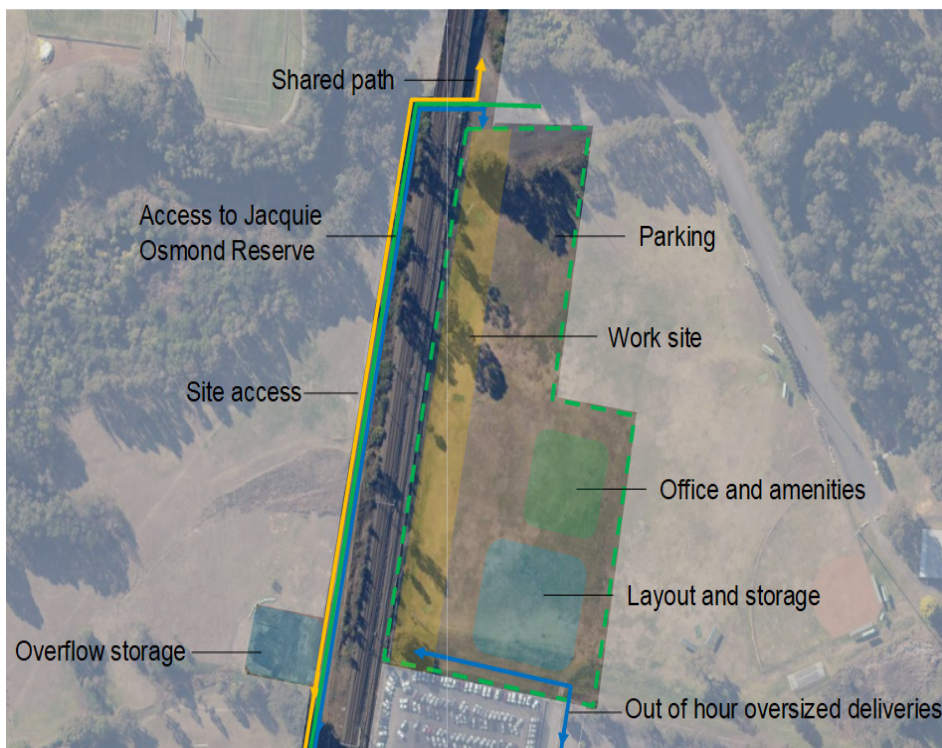 Shared path
Access to Jacquie
Osmond Reserve
Parking
Work site
Site access
Office and amenities
Layout and storage
Overflow storage
Out of hour oversized deliveries